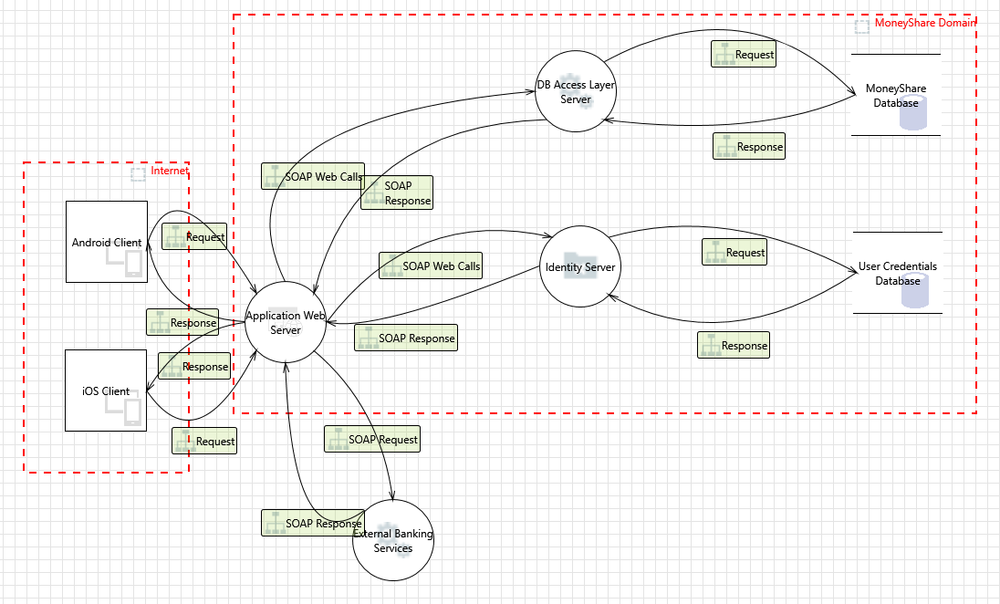 MoneyShare Domain
Request
DB Access Layer
Server
MoneyShare
Database
Response
Internet
SOAP Web Calls
SOAP
Response
Android Client
Request
SOAP Web Calls
Identity Server
Request
User Credentials
Database
Response
Application Web
Server
SOAP Response
Response
Response
iOS Client
Request
SOAP Request
SOAP Response
External Banking
Services